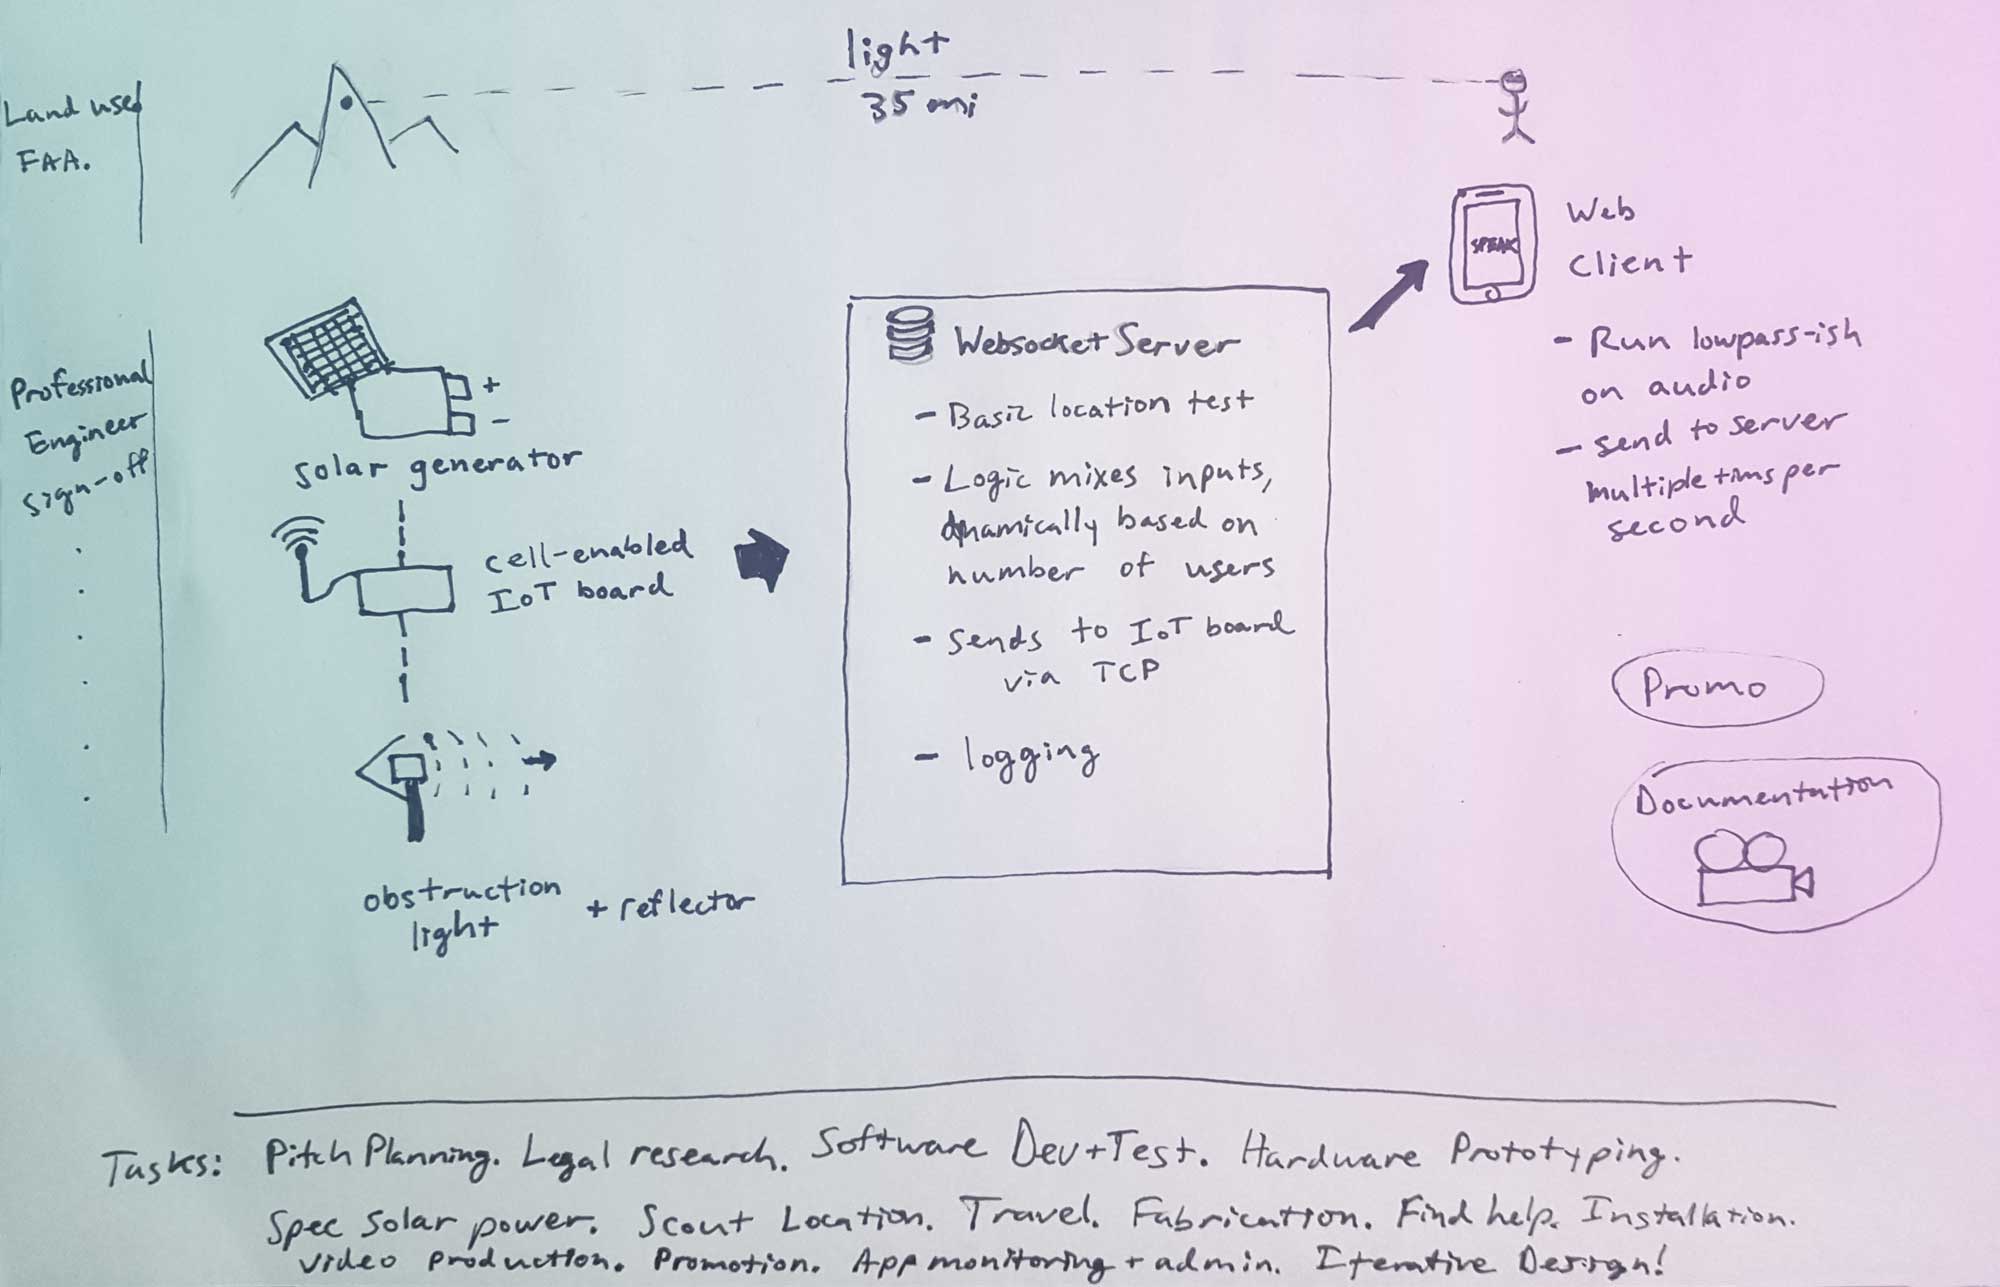 Land used
FAA.
light
35 mi
Professional
Engineer
sign-off
+
-
solar generator
cell-enabled
IoT board
obstruction
light
+ reflector
Websocket Server
- Basic location test
- Logic mixes inputs,
dynamically based on
number of users
- Sends to IoT board
via TCP
- logging
SPEAK
Web
Client
- Run lowpass-ish
on audio
- send to server
multiple tims per
second
Promo
Documentation
Tasks: Pitch Planning. Legal research. Software Dev+Test. Hardware Prototyping.
Spec solar power. Scout Location. Travel. Fabrication. Find help. Installation.
Video production. Promotion. App monitoring + admin. Iterative Design!